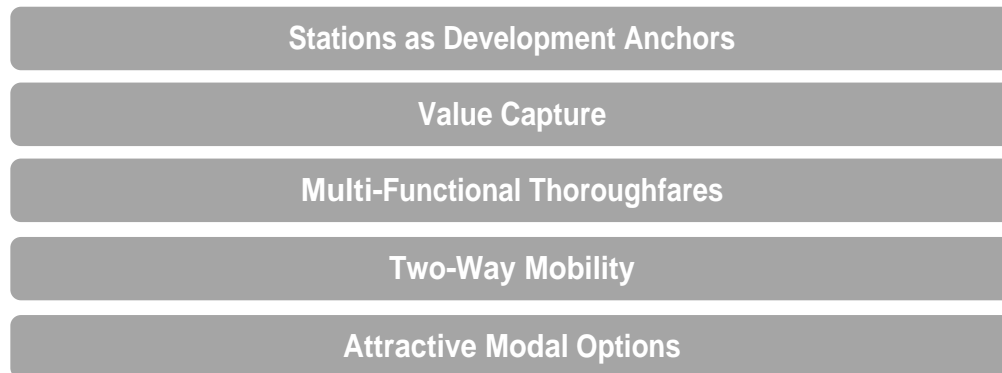 Stations as Development Anchors
Value Capture
Multi-Functional Thoroughfares
Two-Way Mobility
Attractive Modal Options